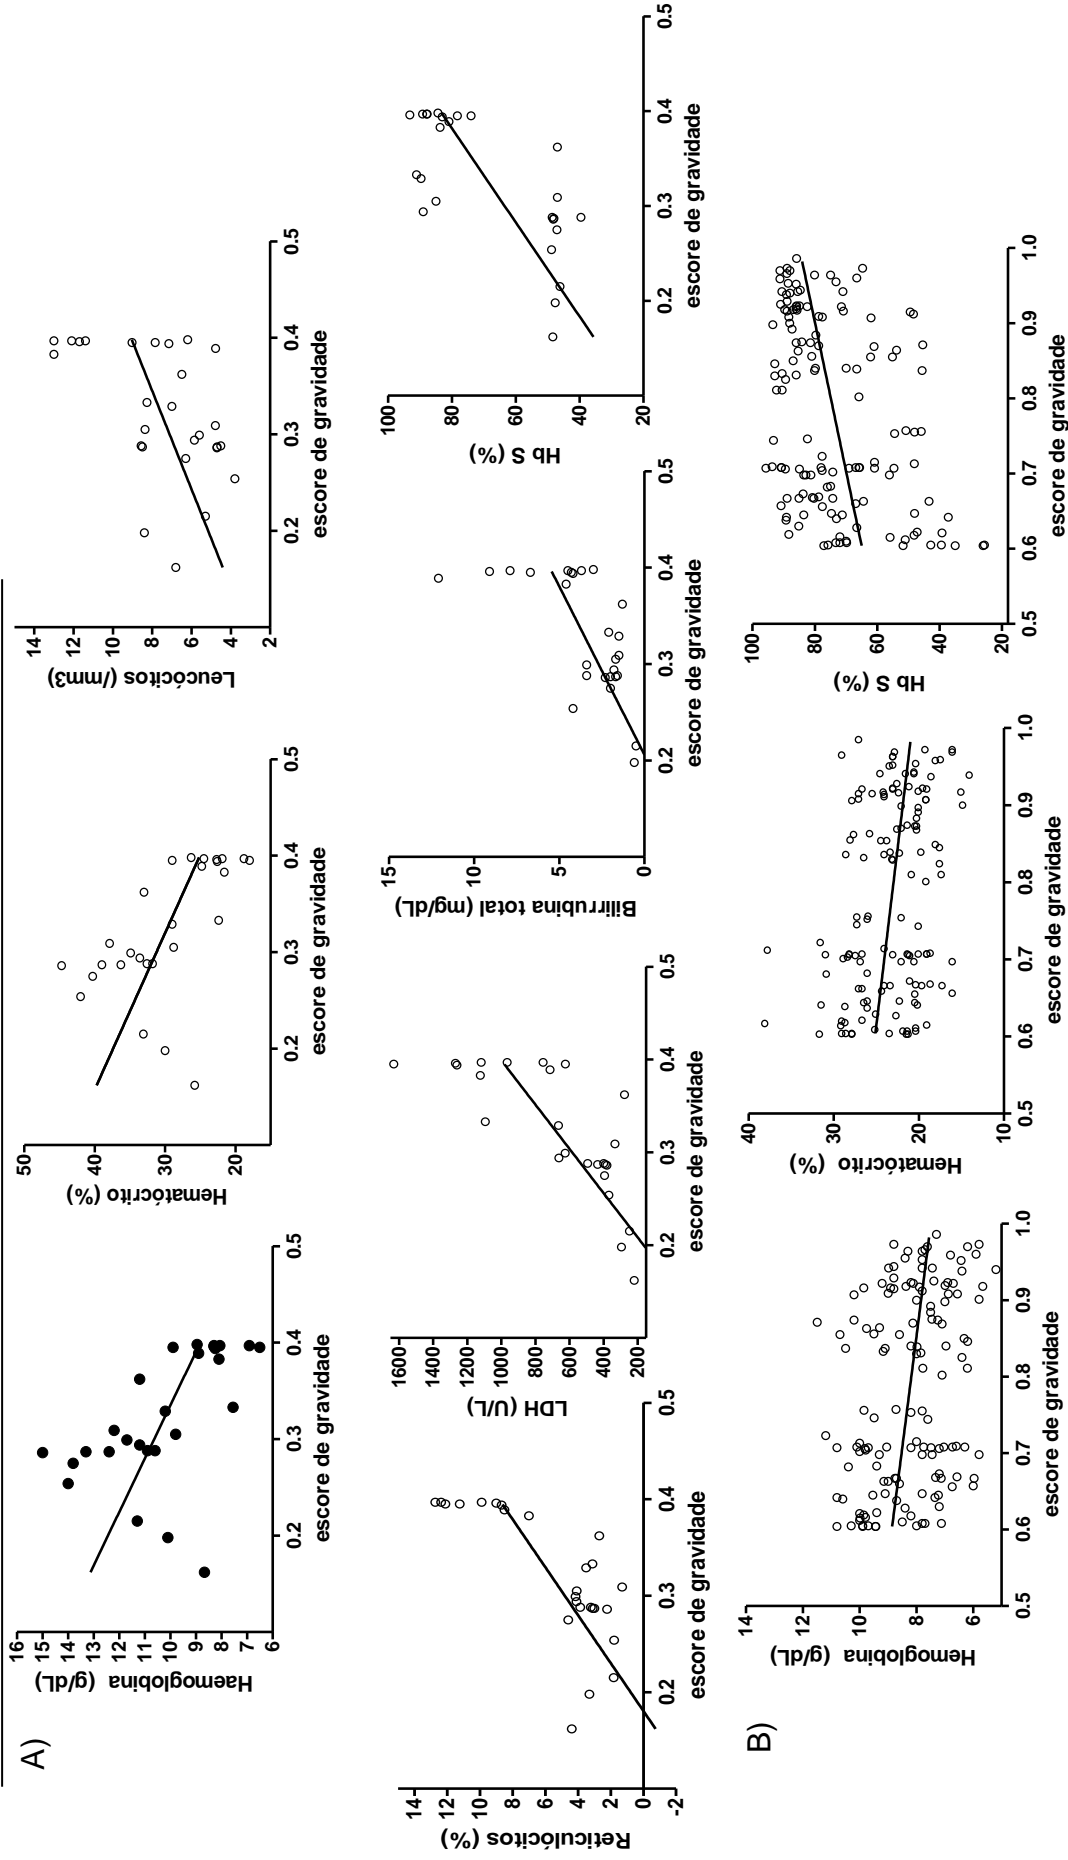 A)
Haemoglobina (g/dL)
16
15
14
13
12
11
10
9
8
7
6
0.2 0.3 0.4 0.5
escore de gravidade
Hematócrito (%)
50
40
30
20
0.2 0.3 0.4 0.5
escore de gravidade
Leucócitos (/mm3)
14
12
10
8
6
4
2
0.2 0.3 0.4 0.5
escore de gravidade
Reticulócitos (%)
14
12
10
8
6
4
2
0
-2
0.2 0.3 0.4 0.5
escore de gravidade
LDH (U/L)
1600
1400
1200
1000
800
600
400
200
0.2 0.3 0.4 0.5
escore de gravidade
Bilirrubina total (mg/dL)
15
10
5
0
0.2 0.3 0.4 0.5
escore de gravidade
Hb S (%)
100
80
60
40
20
0.2 0.3 0.4 0.5
escore de gravidade
B)
Hemoglobina (g/dL)
14
12
10
8
6
0.5 0.6 0.7 0.8 0.9 1.0
escore de gravidade
Hematócrito (%)
40
30
20
10
0.5 0.6 0.7 0.8 0.9 1.0
escore de gravidade
Hb S (%)
100
80
60
40
20
0.5 0.6 0.7 0.8 0.9 1.0
escore de gravidade